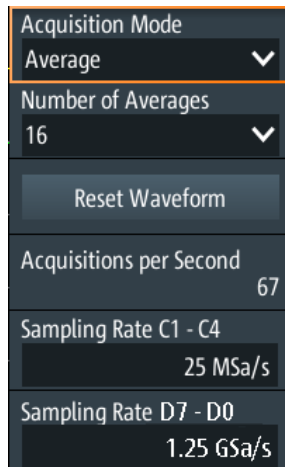 Acquisition Mode
Average
Number of Averages
16
Reset Waveform
Acquisitions per Second
67
Sampling Rate C1 - C4
25 MSa/s
Sampling Rate D7 - D0
1.25 GSa/s